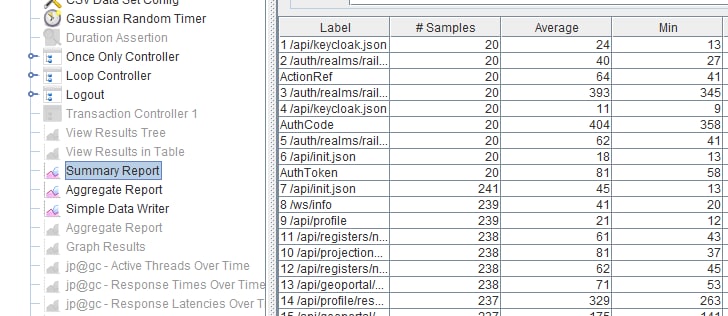 CSV Data Set Config
Gaussian Random Timer
Duration Assertion
Once Only Controller
Loop Controller
Logout
Transaction Controller 1
View Results Tree
View Results in Table
Summary Report
Aggregate Report
Simple Data Writer
Aggregate Report
Graph Results
jp@gc - Active Threads Over Time
jp@gc - Response Times Over Time
jp@gc - Response Latencies Over T
Label # Samples Average Min
1 /api/keycloak.json 20 24 13
2 /auth/realms/rail... 20 40 27
ActionRef 20 64 41
3 /auth/realms/rail... 20 393 345
4 /api/keycloak.json 20 11 9
AuthCode 20 404 358
5 /auth/realms/rail... 20 62 41
6 /api/init.json 20 18 13
AuthToken 20 81 58
7 /api/init.json 241 45 13
8 /ws/info 239 41 20
9 /api/profile 239 21 12
11 /api/registers/n... 238 61 43
10 /api/projection... 238 81 37
12 /api/registers/n... 238 62 45
13 /api/geoportal/... 238 71 53
14 /api/profile/res... 237 329 263
15 /api/geoportal/ 237 175 141